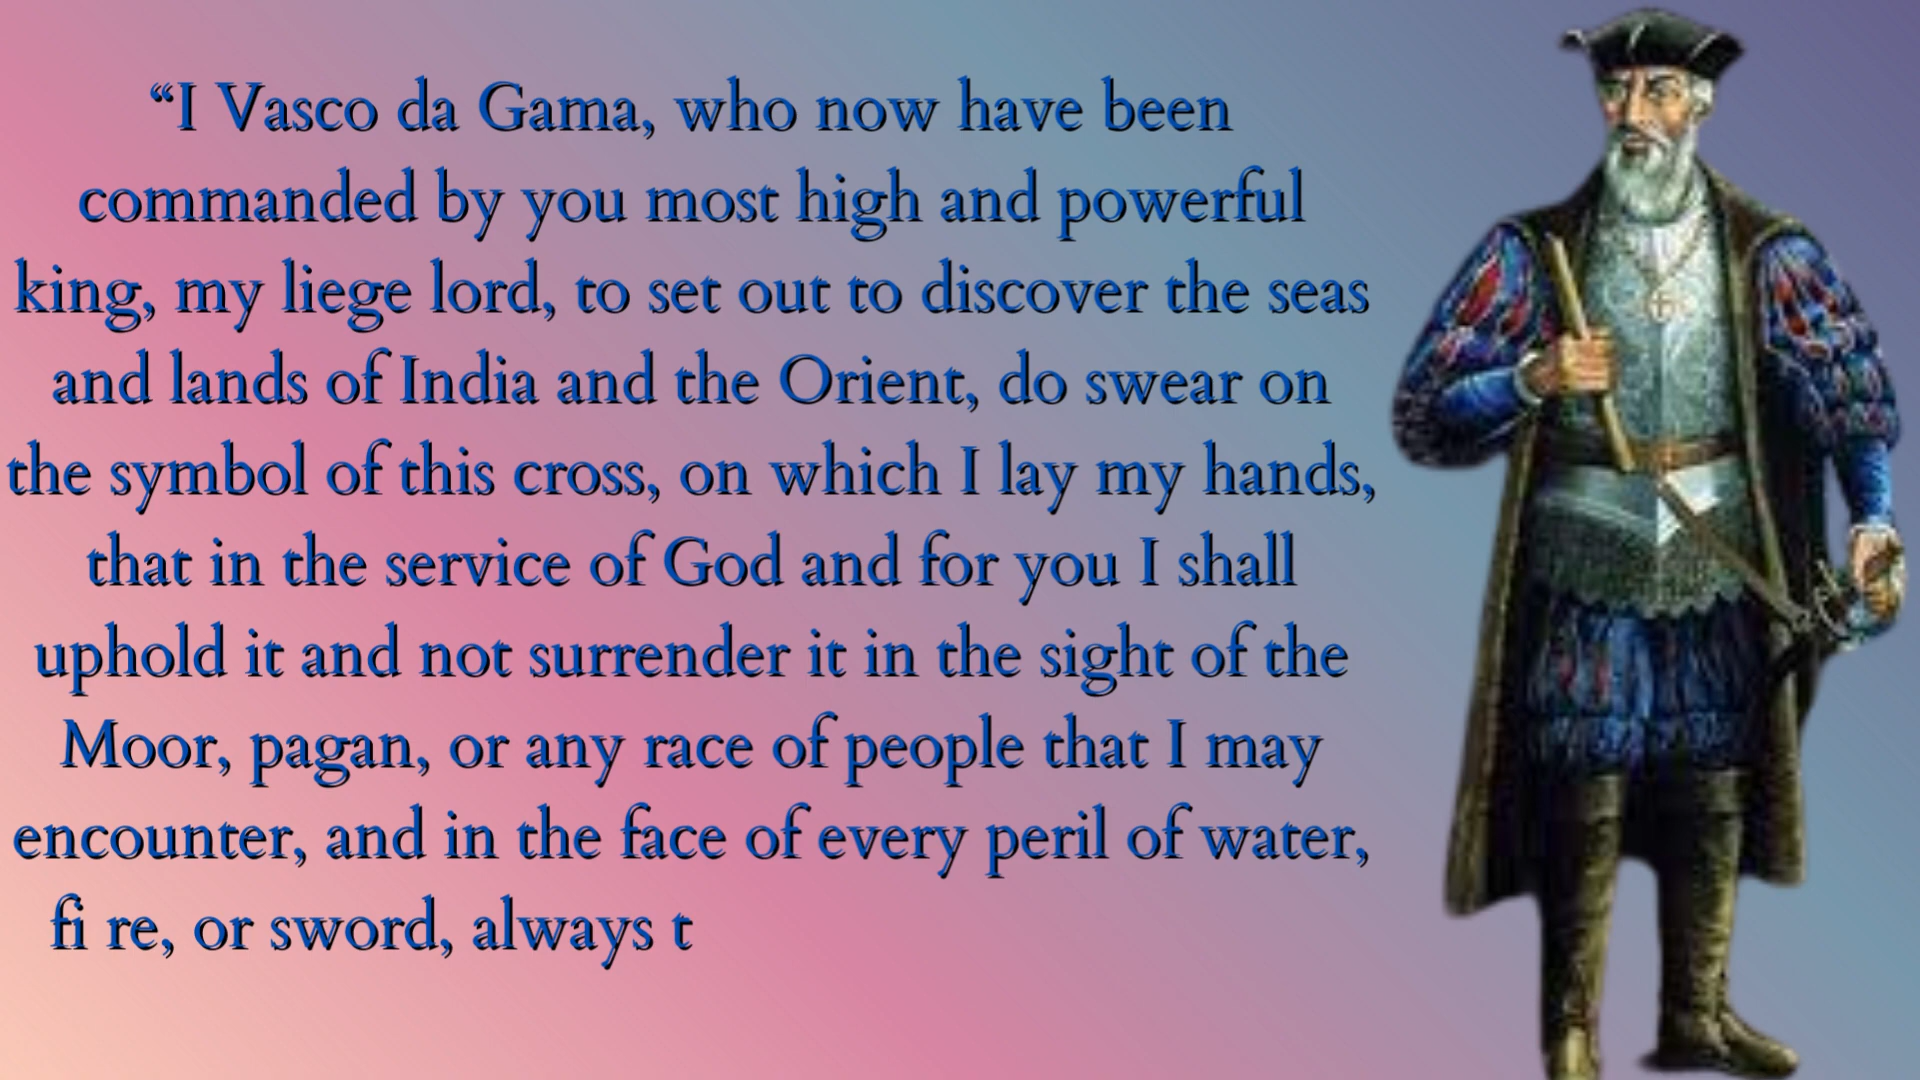 “I Vasco da Gama, who now have been
commanded by you most high and powerful
king, my liege lord, to set out to discover the seas
and lands of India and the Orient, do swear on
the symbol of this cross, on which I lay my hands,
that in the service of God and for you I shall
uphold it and not surrender it in the sight of the
Moor, pagan, or any race of people that I may
encounter, and in the face of every peril of water,
fi re, or sword, always t